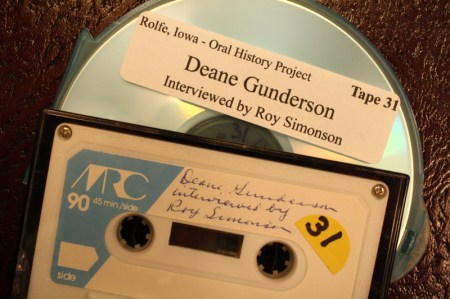 Rolfe, Iowa - Oral History Project
Tape 31
Deane Gunderson
Interviewed by Roy Simonson
MRC
90 45 min./side
Deane Gunderson
interviewed by
Roy Simonson
31
side